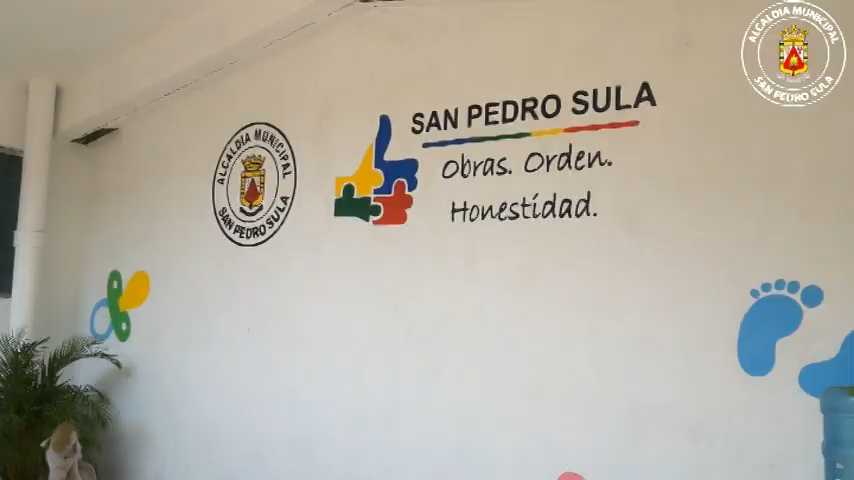 ALCALDIA MUNICIPAL
SAN PEDRO SULA
ALCALDIA MUNICIPAL
SAN PEDRO SULA
SAN PEDRO SULA
Obras. Orden.
Honestidad.